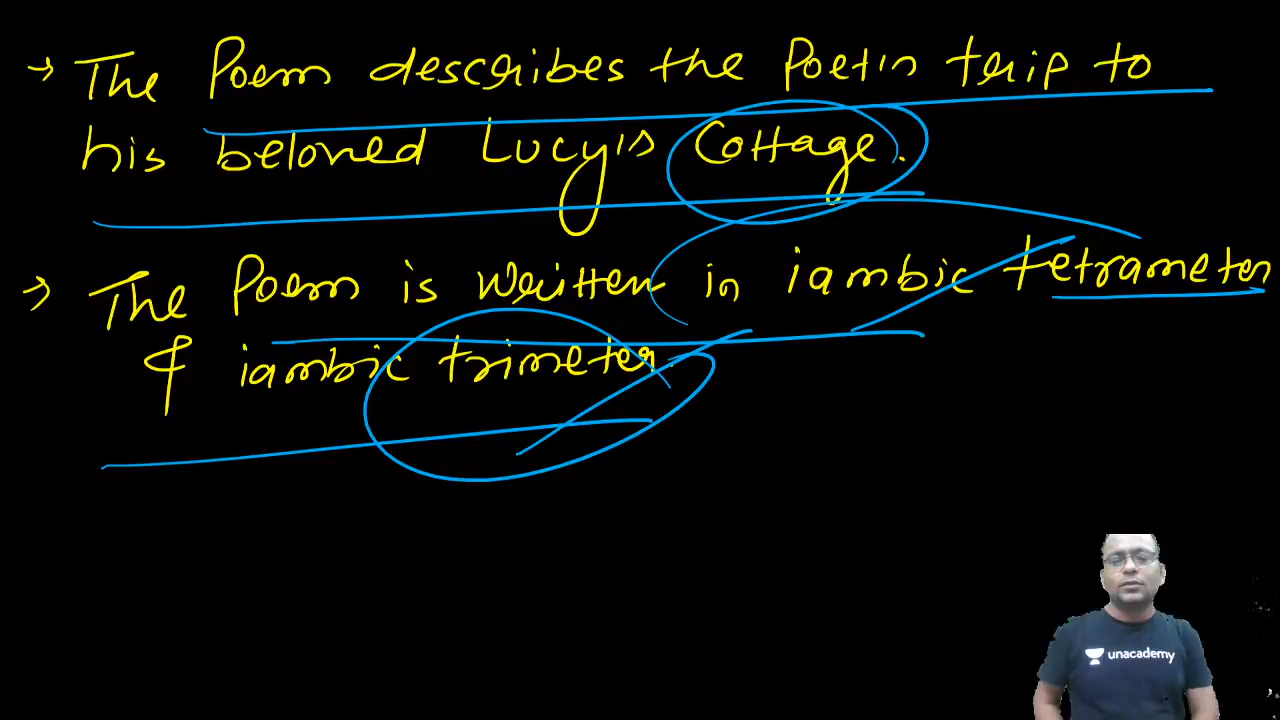 → The Poem describes the Poet's trip to
his beloved Lucy's Cottage.
→ The Poem is written in iambic tetrameter
& iambic trimeter.
unacademy